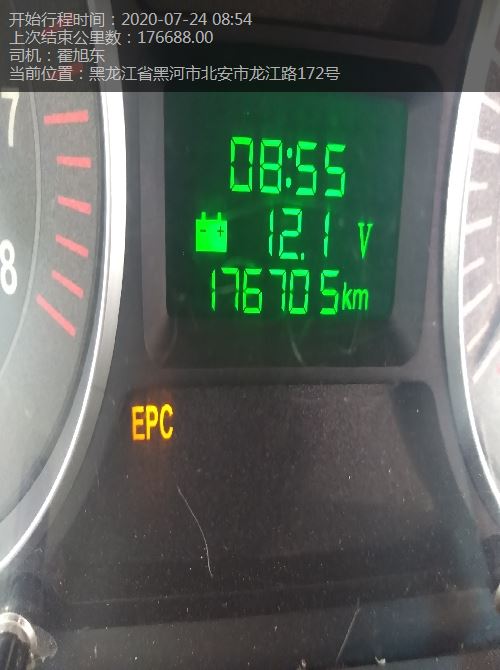 开始行程时间：2020-07-24 08:54
上次结束公里数：176688.00
司机：霍旭东
当前位置：黑龙江省黑河市北安市龙江路172号
7
08:55
- + 12.1 V
8
176705km
EPC